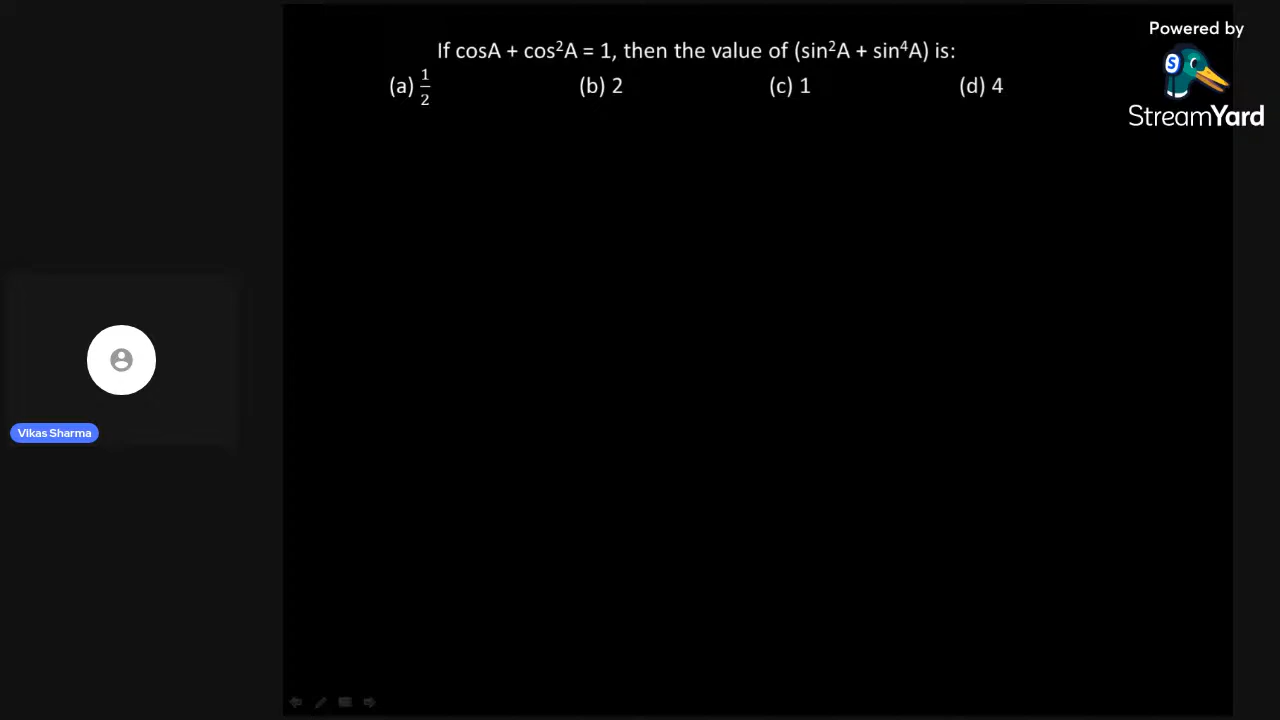 If cosA + cos²A = 1, then the value of (sin²A + sin⁴A) is:
(a) 1/2 (b) 2 (c) 1 (d) 4
Powered by
S
StreamYard
Vikas Sharma